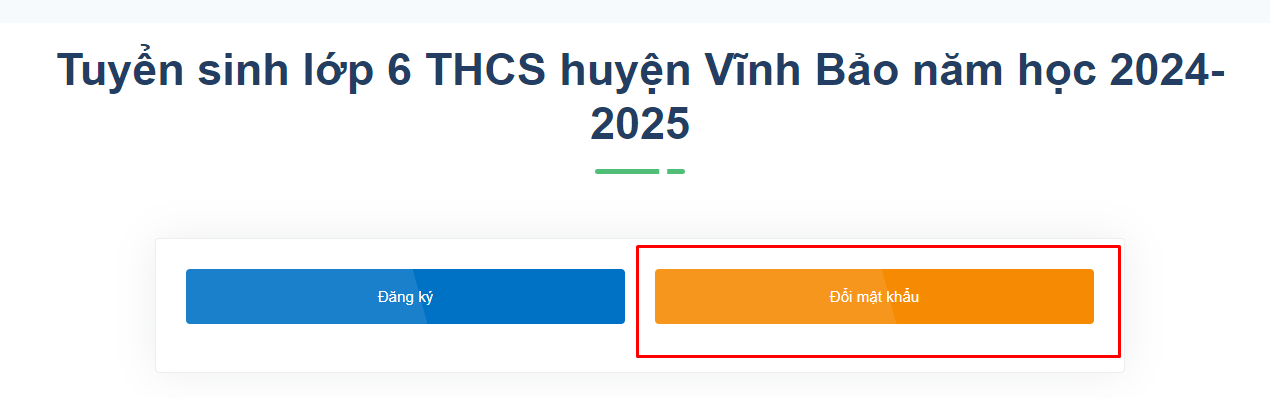 Tuyển sinh lớp 6 THCS huyện Vĩnh Bảo năm học 2024-
2025
Đăng ký
Đổi mật khẩu